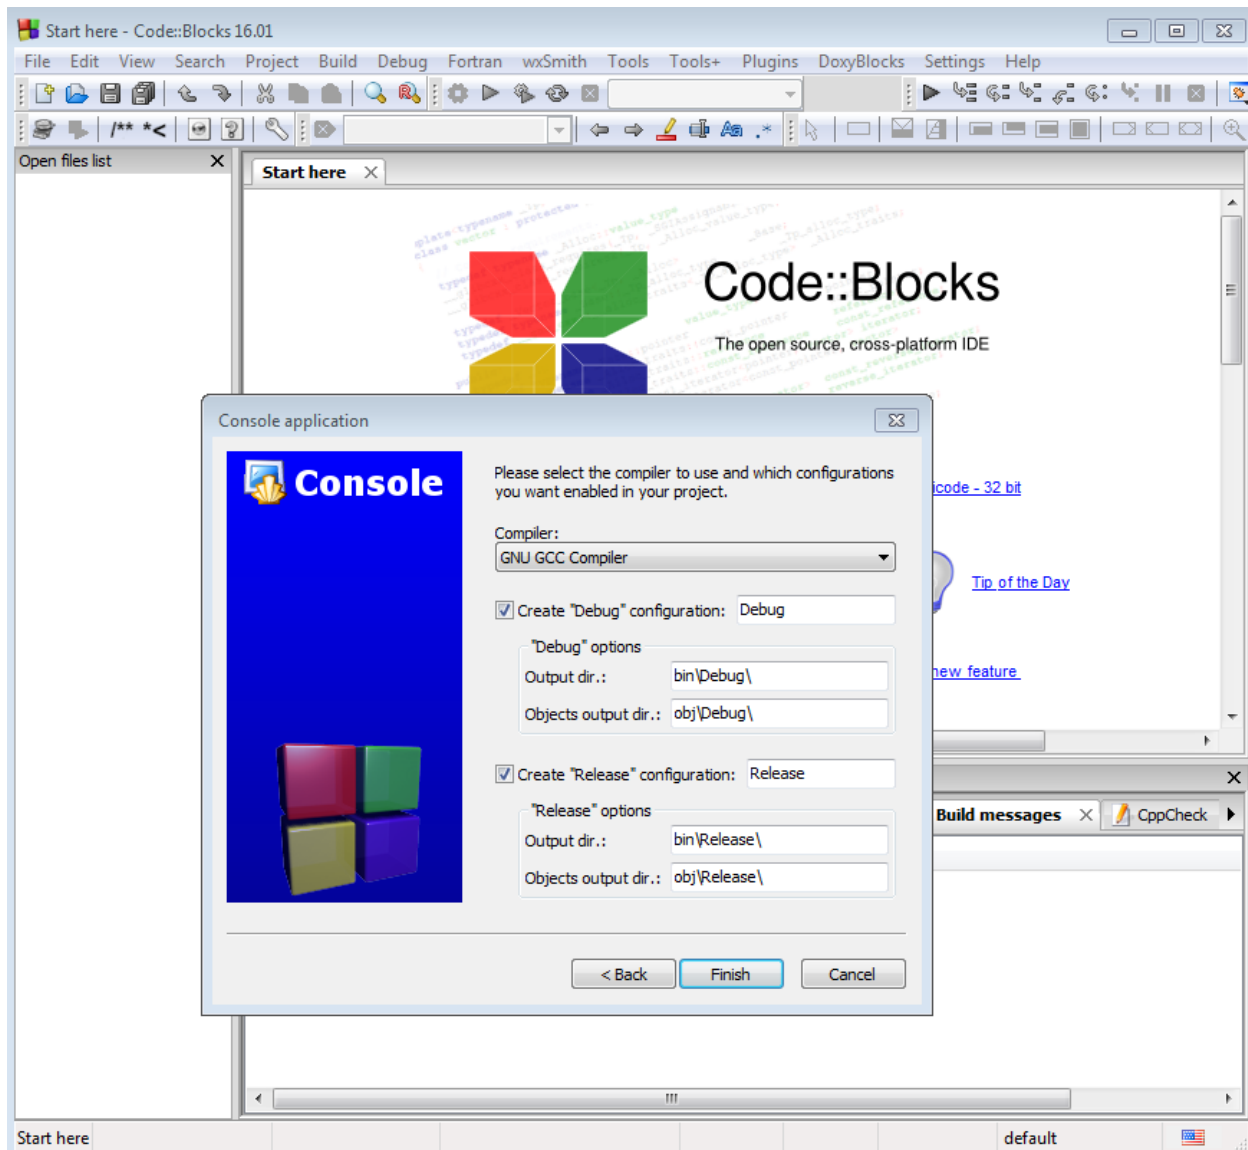 Start here - Code::Blocks 16.01
File Edit View Search Project Build Debug Fortran wxSmith Tools Tools+ Plugins DoxyBlocks Settings Help
/** *<
Open files list
Start here
Code::Blocks
The open source, cross-platform IDE
icode - 32 bit
Tip of the Day
new feature
Console application
Console
Please select the compiler to use and which configurations
you want enabled in your project.
Compiler:
GNU GCC Compiler
Create "Debug" configuration: Debug
"Debug" options
Output dir.: bin\Debug\
Objects output dir.: obj\Debug\
Create "Release" configuration: Release
"Release" options
Output dir.: bin\Release\
Objects output dir.: obj\Release\
< Back Finish Cancel
Build messages CppCheck
Start here default